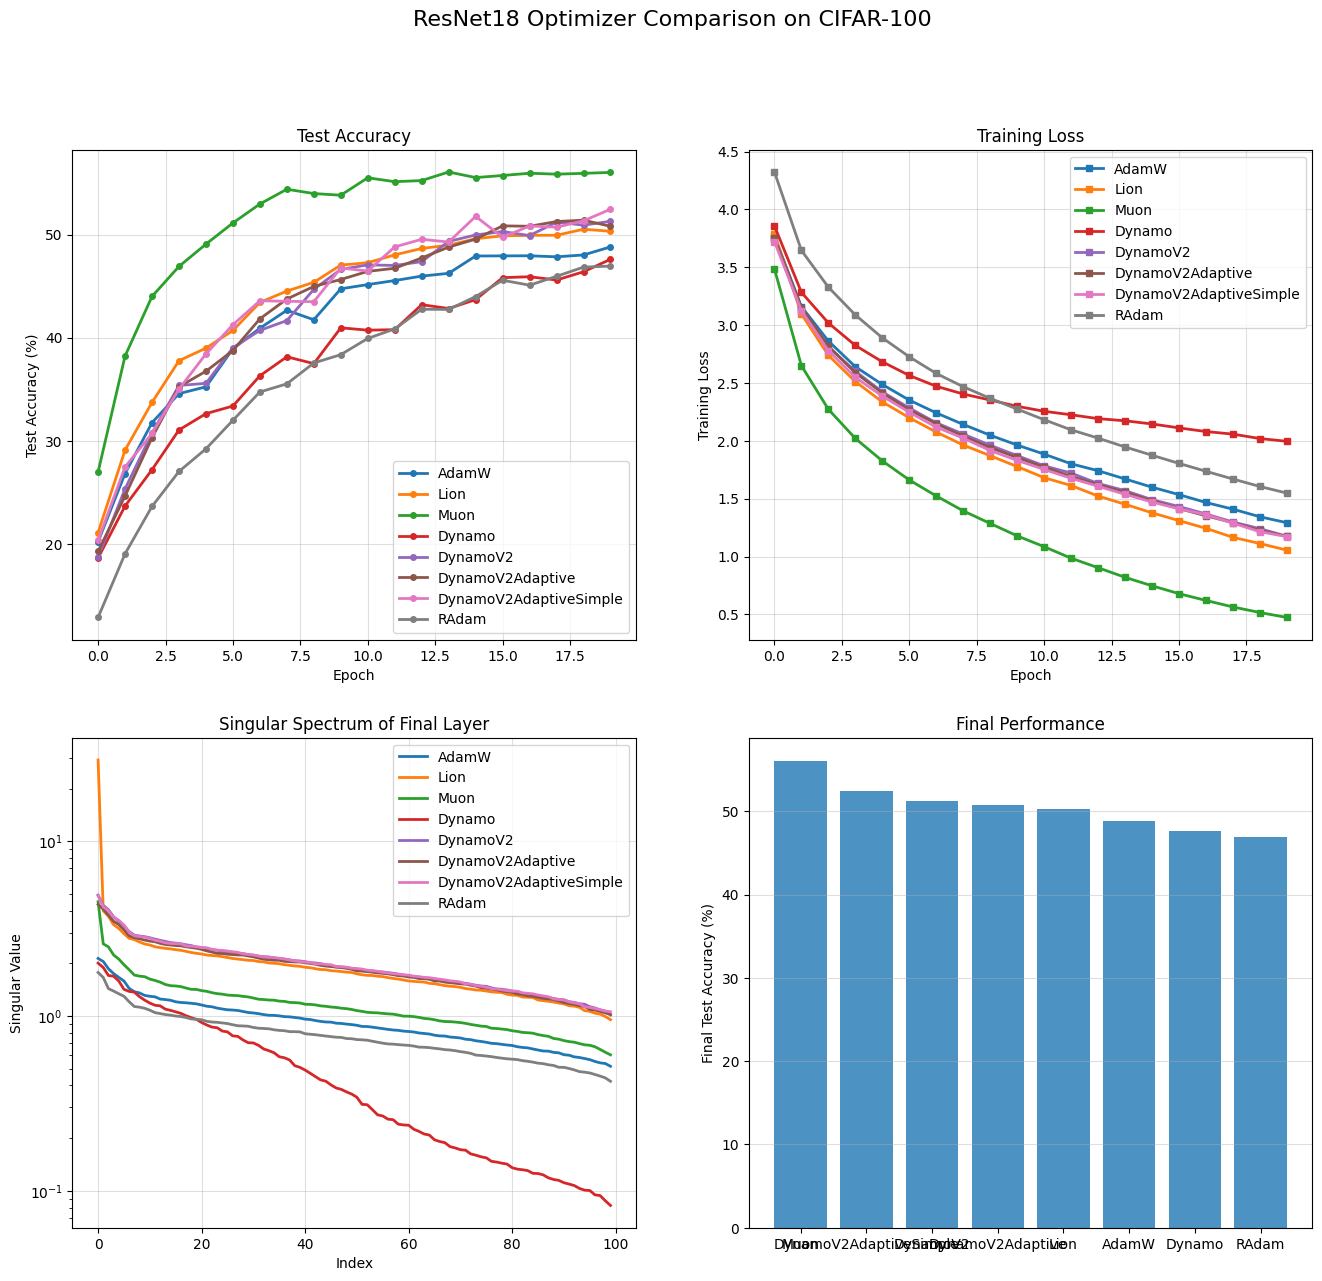 ResNet18 Optimizer Comparison on CIFAR-100
Test Accuracy
Test Accuracy (%)
50
40
30
20
AdamW
Lion
Muon
Dynamo
DynamoV2
DynamoV2Adaptive
DynamoV2AdaptiveSimple
RAdam
0.0 2.5 5.0 7.5 10.0 12.5 15.0 17.5
Epoch
Training Loss
Training Loss
4.5
4.0
3.5
3.0
2.5
2.0
1.5
1.0
0.5
AdamW
Lion
Muon
Dynamo
DynamoV2
DynamoV2Adaptive
DynamoV2AdaptiveSimple
RAdam
0.0 2.5 5.0 7.5 10.0 12.5 15.0 17.5
Epoch
Singular Spectrum of Final Layer
Singular Value
10¹
10⁰
10⁻¹
AdamW
Lion
Muon
Dynamo
DynamoV2
DynamoV2Adaptive
DynamoV2AdaptiveSimple
RAdam
0 20 40 60 80 100
Index
Final Performance
Final Test Accuracy (%)
50
40
30
20
10
0
Muon DynamoV2AdaptiveSimple DynamoV2 DynamoV2Adaptive Lion AdamW Dynamo RAdam